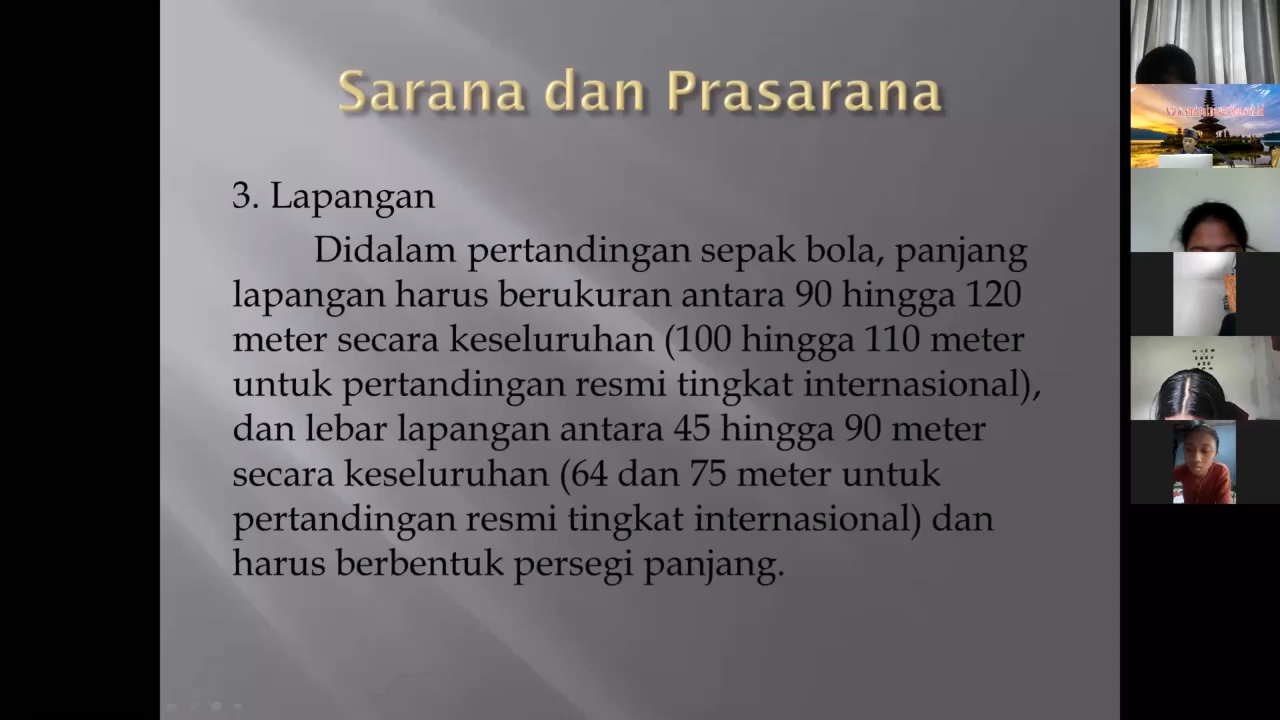 Sarana dan Prasarana
3. Lapangan
Didalam pertandingan sepak bola, panjang
lapangan harus berukuran antara 90 hingga 120
meter secara keseluruhan (100 hingga 110 meter
untuk pertandingan resmi tingkat internasional),
dan lebar lapangan antara 45 hingga 90 meter
secara keseluruhan (64 dan 75 meter untuk
pertandingan resmi tingkat internasional) dan
harus berbentuk persegi panjang.